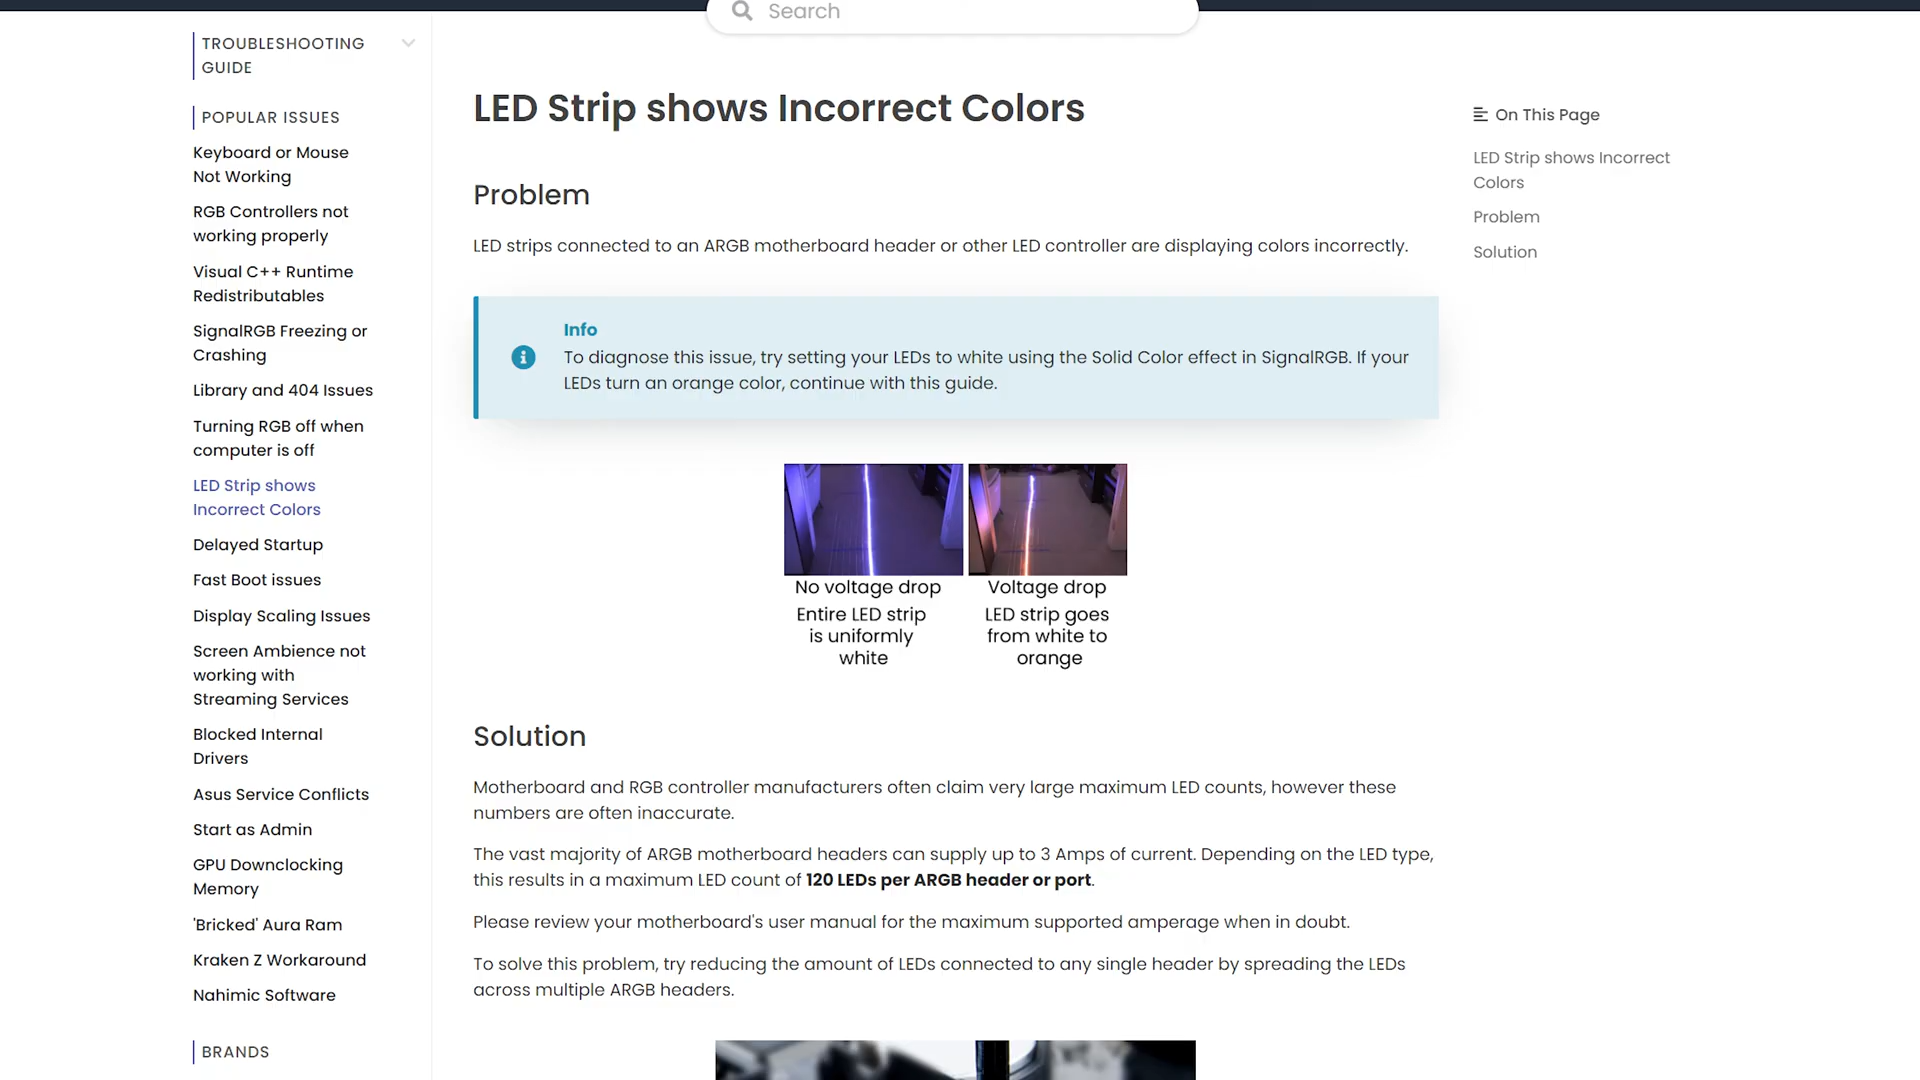 Search
TROUBLESHOOTING
GUIDE
POPULAR ISSUES
Keyboard or Mouse
Not Working
RGB Controllers not
working properly
Visual C++ Runtime
Redistributables
SignalRGB Freezing or
Crashing
Library and 404 Issues
Turning RGB off when
computer is off
LED Strip shows
Incorrect Colors
Delayed Startup
Fast Boot issues
Display Scaling Issues
Screen Ambience not
working with
Streaming Services
Blocked Internal
Drivers
Asus Service Conflicts
Start as Admin
GPU Downclocking
Memory
'Bricked' Aura Ram
Kraken Z Workaround
Nahimic Software
BRANDS
LED Strip shows Incorrect Colors
Problem
LED strips connected to an ARGB motherboard header or other LED controller are displaying colors incorrectly.
Info
To diagnose this issue, try setting your LEDs to white using the Solid Color effect in SignalRGB. If your
LEDs turn an orange color, continue with this guide.
No voltage drop
Entire LED strip
is uniformly
white
Voltage drop
LED strip goes
from white to
orange
Solution
Motherboard and RGB controller manufacturers often claim very large maximum LED counts, however these
numbers are often inaccurate.
The vast majority of ARGB motherboard headers can supply up to 3 Amps of current. Depending on the LED type,
this results in a maximum LED count of 120 LEDs per ARGB header or port.
Please review your motherboard's user manual for the maximum supported amperage when in doubt.
To solve this problem, try reducing the amount of LEDs connected to any single header by spreading the LEDs
across multiple ARGB headers.
On This Page
LED Strip shows Incorrect
Colors
Problem
Solution